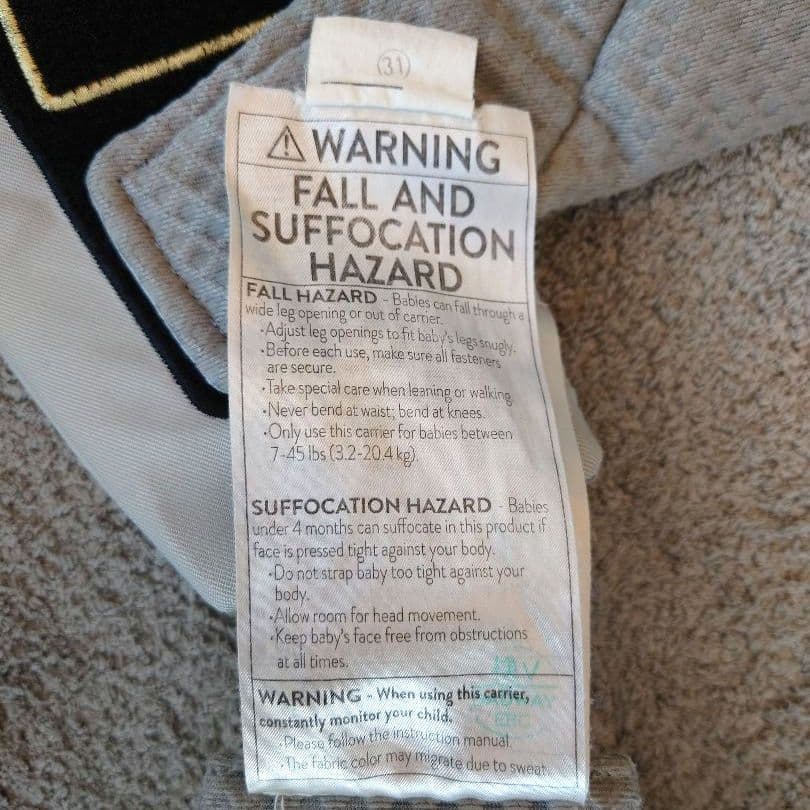 31
⚠ WARNING
FALL AND
SUFFOCATION
HAZARD
FALL HAZARD - Babies can fall through a
wide leg opening or out of carrier.
•Adjust leg openings to fit baby's legs snugly.
•Before each use, make sure all fasteners
are secure.
•Take special care when leaning or walking.
•Never bend at waist; bend at knees.
•Only use this carrier for babies between
7-45 lbs (3.2-20.4 kg).
SUFFOCATION HAZARD - Babies
under 4 months can suffocate in this product if
face is pressed tight against your body.
•Do not strap baby too tight against your
body.
•Allow room for head movement.
•Keep baby's face free from obstructions
at all times.
WARNING - When using this carrier,
constantly monitor your child.
•Please follow the instruction manual.
•The fabric color may migrate due to sweat.